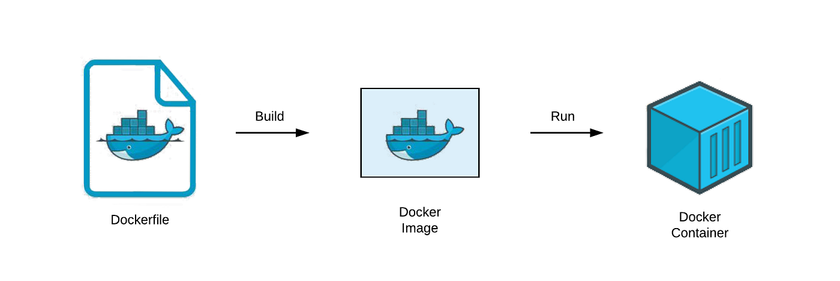 Build
Run
Dockerfile
Docker
Image
Docker
Container